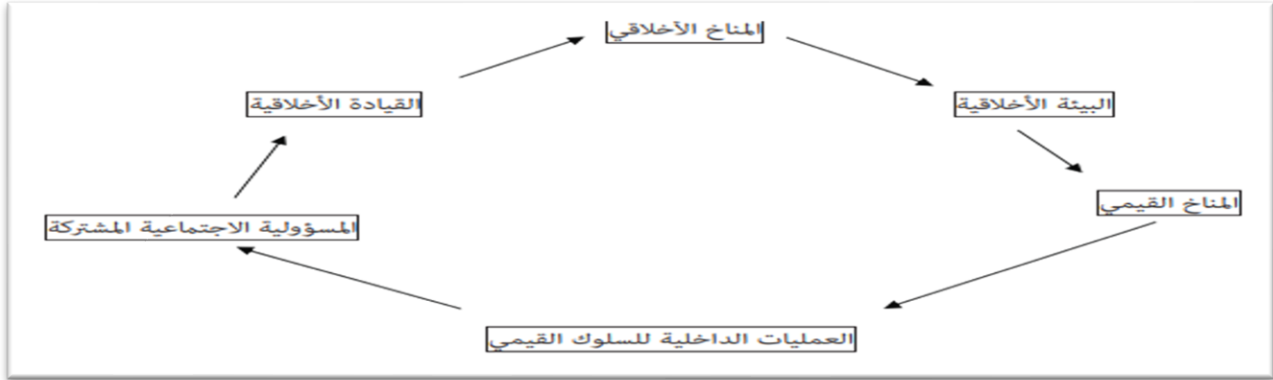 المناخ الأخلاقي
البيئة الأخلاقية
المناخ القيمي
العمليات الداخلية للسلوك القيمي
المسؤولية الاجتماعية المشتركة
القيادة الأخلاقية